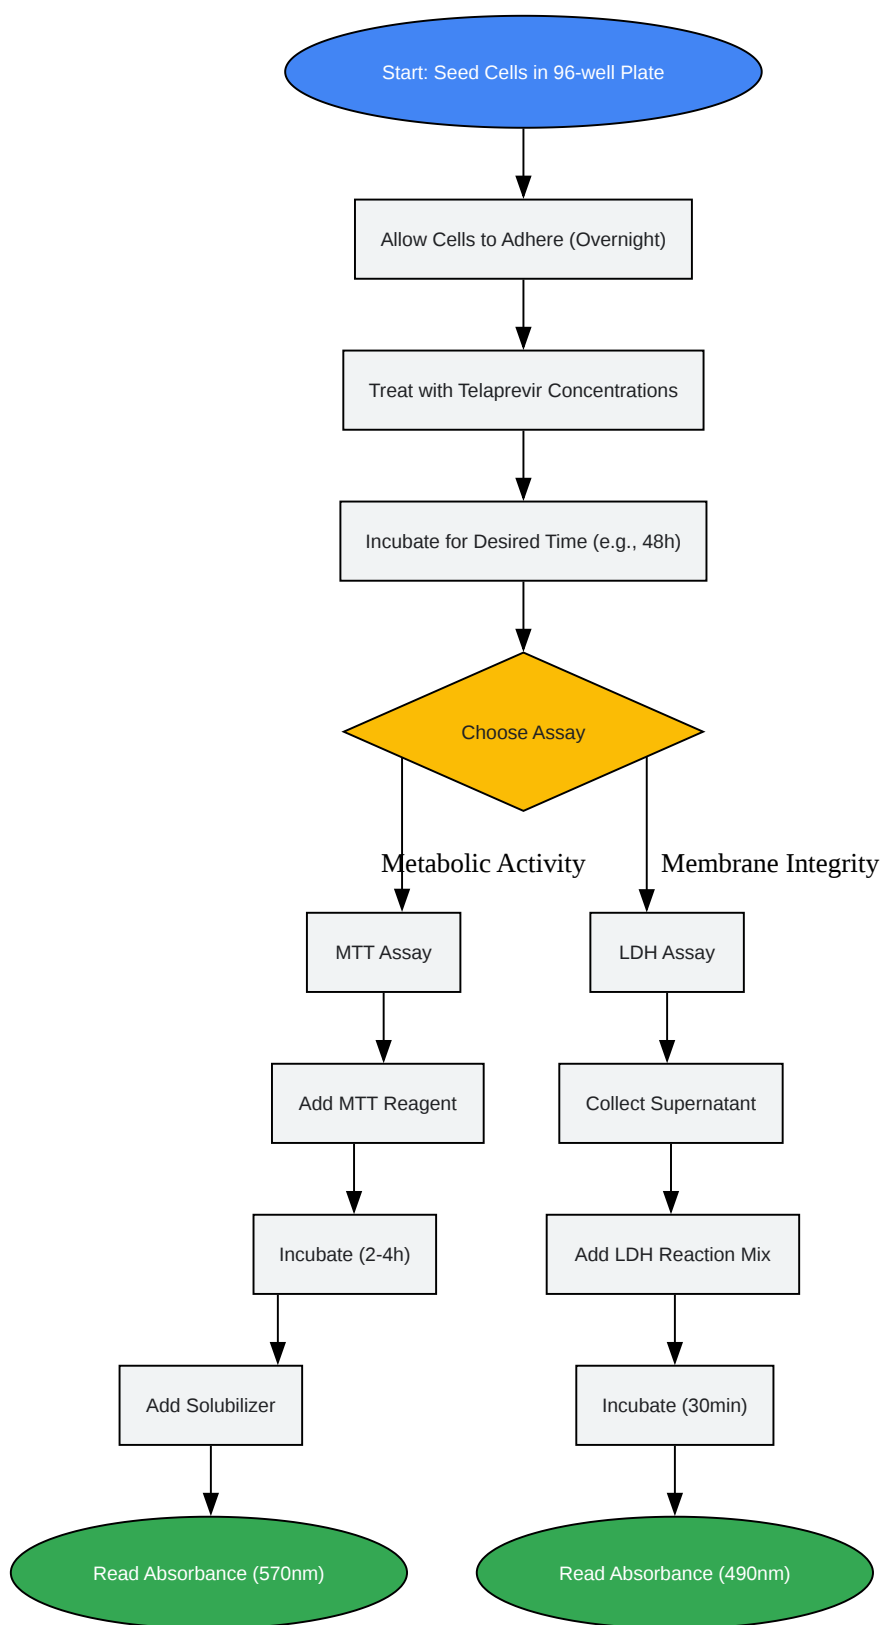 Start: Seed Cells in 96-well Plate
Allow Cells to Adhere (Overnight)
Treat with Telaprevir Concentrations
Incubate for Desired Time (e.g., 48h)
Choose Assay
Metabolic Activity
Membrane Integrity
MTT Assay
LDH Assay
Add MTT Reagent
Collect Supernatant
Incubate (2-4h)
Add LDH Reaction Mix
Add Solubilizer
Incubate (30min)
Read Absorbance (570nm)
Read Absorbance (490nm)